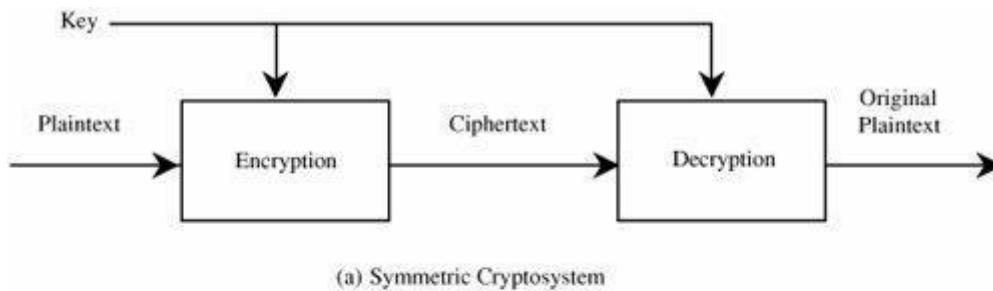 Key
Plaintext
Encryption
Ciphertext
Decryption
Original
Plaintext
(a) Symmetric Cryptosystem